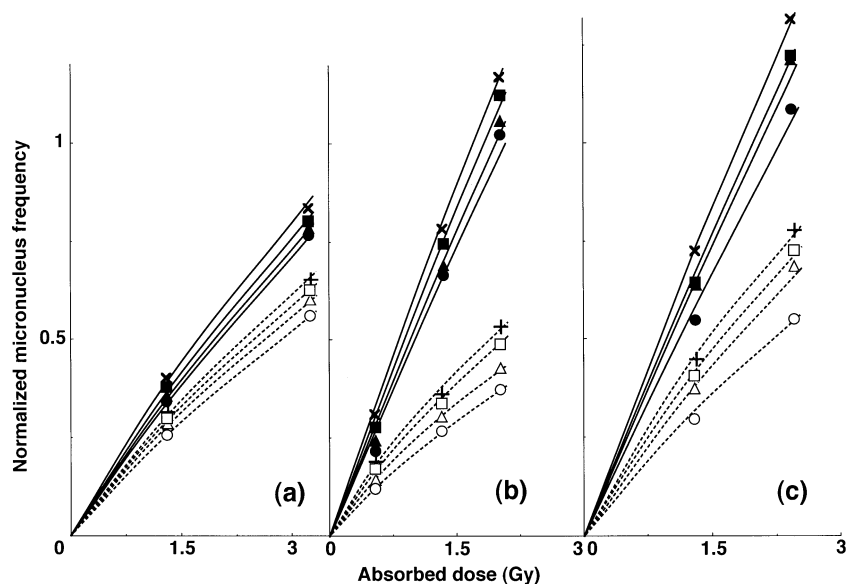 Normalized micronucleus frequency
1
0.5
(a)
(b)
(c)
0
1.5
3
0
1.5
3
0
1.5
3
Absorbed dose (Gy)